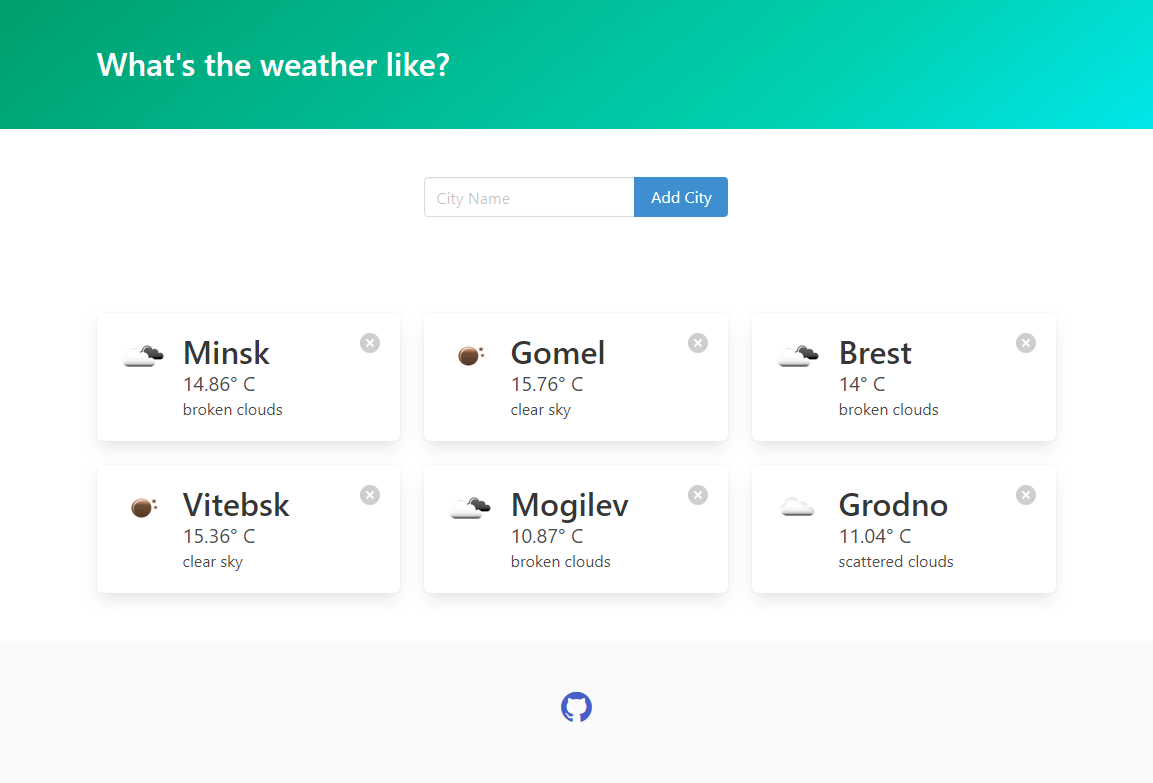 What's the weather like?
City Name
Add City
Minsk
14.86° C
broken clouds
Gomel
15.76° C
clear sky
Brest
14° C
broken clouds
Vitebsk
15.36° C
clear sky
Mogilev
10.87° C
broken clouds
Grodno
11.04° C
scattered clouds